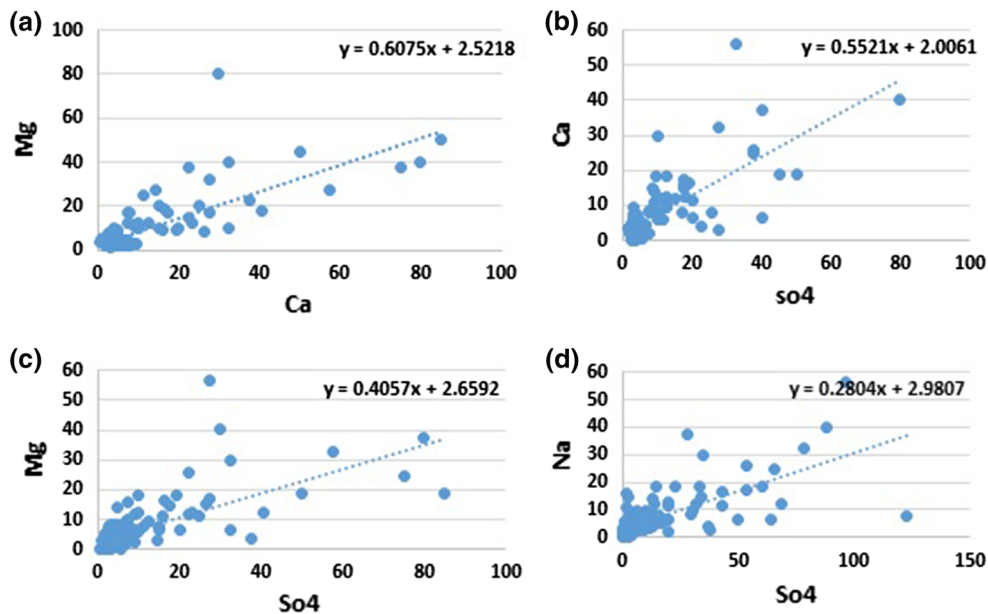 (a)
y = 0.6075x + 2.5218
Mg
100
80
60
40
20
0
0 20 40 60 80 100
Ca
(b)
y = 0.5521x + 2.0061
Ca
60
50
40
30
20
10
0
0 20 40 60 80 100
so4
(c)
y = 0.4057x + 2.6592
Mg
60
50
40
30
20
10
0
0 20 40 60 80 100
So4
(d)
y = 0.2804x + 2.9807
Na
60
50
40
30
20
10
0
0 50 100 150
So4